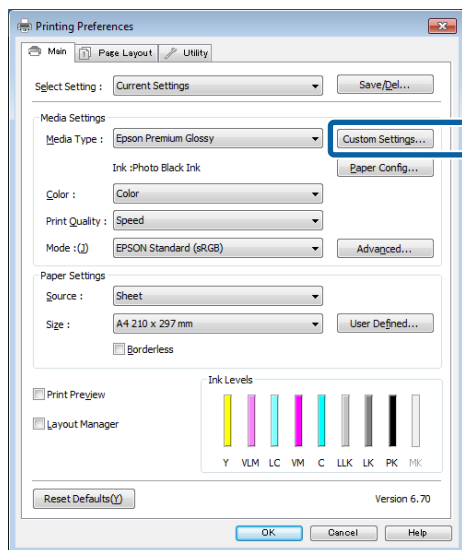 Printing Preferences
Main Page Layout Utility
Select Setting : Current Settings Save/Del...
Media Settings
Media Type : Epson Premium Glossy Custom Settings...
Ink :Photo Black Ink Paper Config...
Color : Color
Print Quality : Speed
Mode :(J) EPSON Standard (sRGB) Advanced...
Paper Settings
Source : Sheet
Size : A4 210 x 297 mm User Defined...
Borderless
Ink Levels
Print Preview
Layout Manager
Y VLM LC VM C LLK LK PK MK
Reset Defaults(Y) Version 6.70
OK Cancel Help